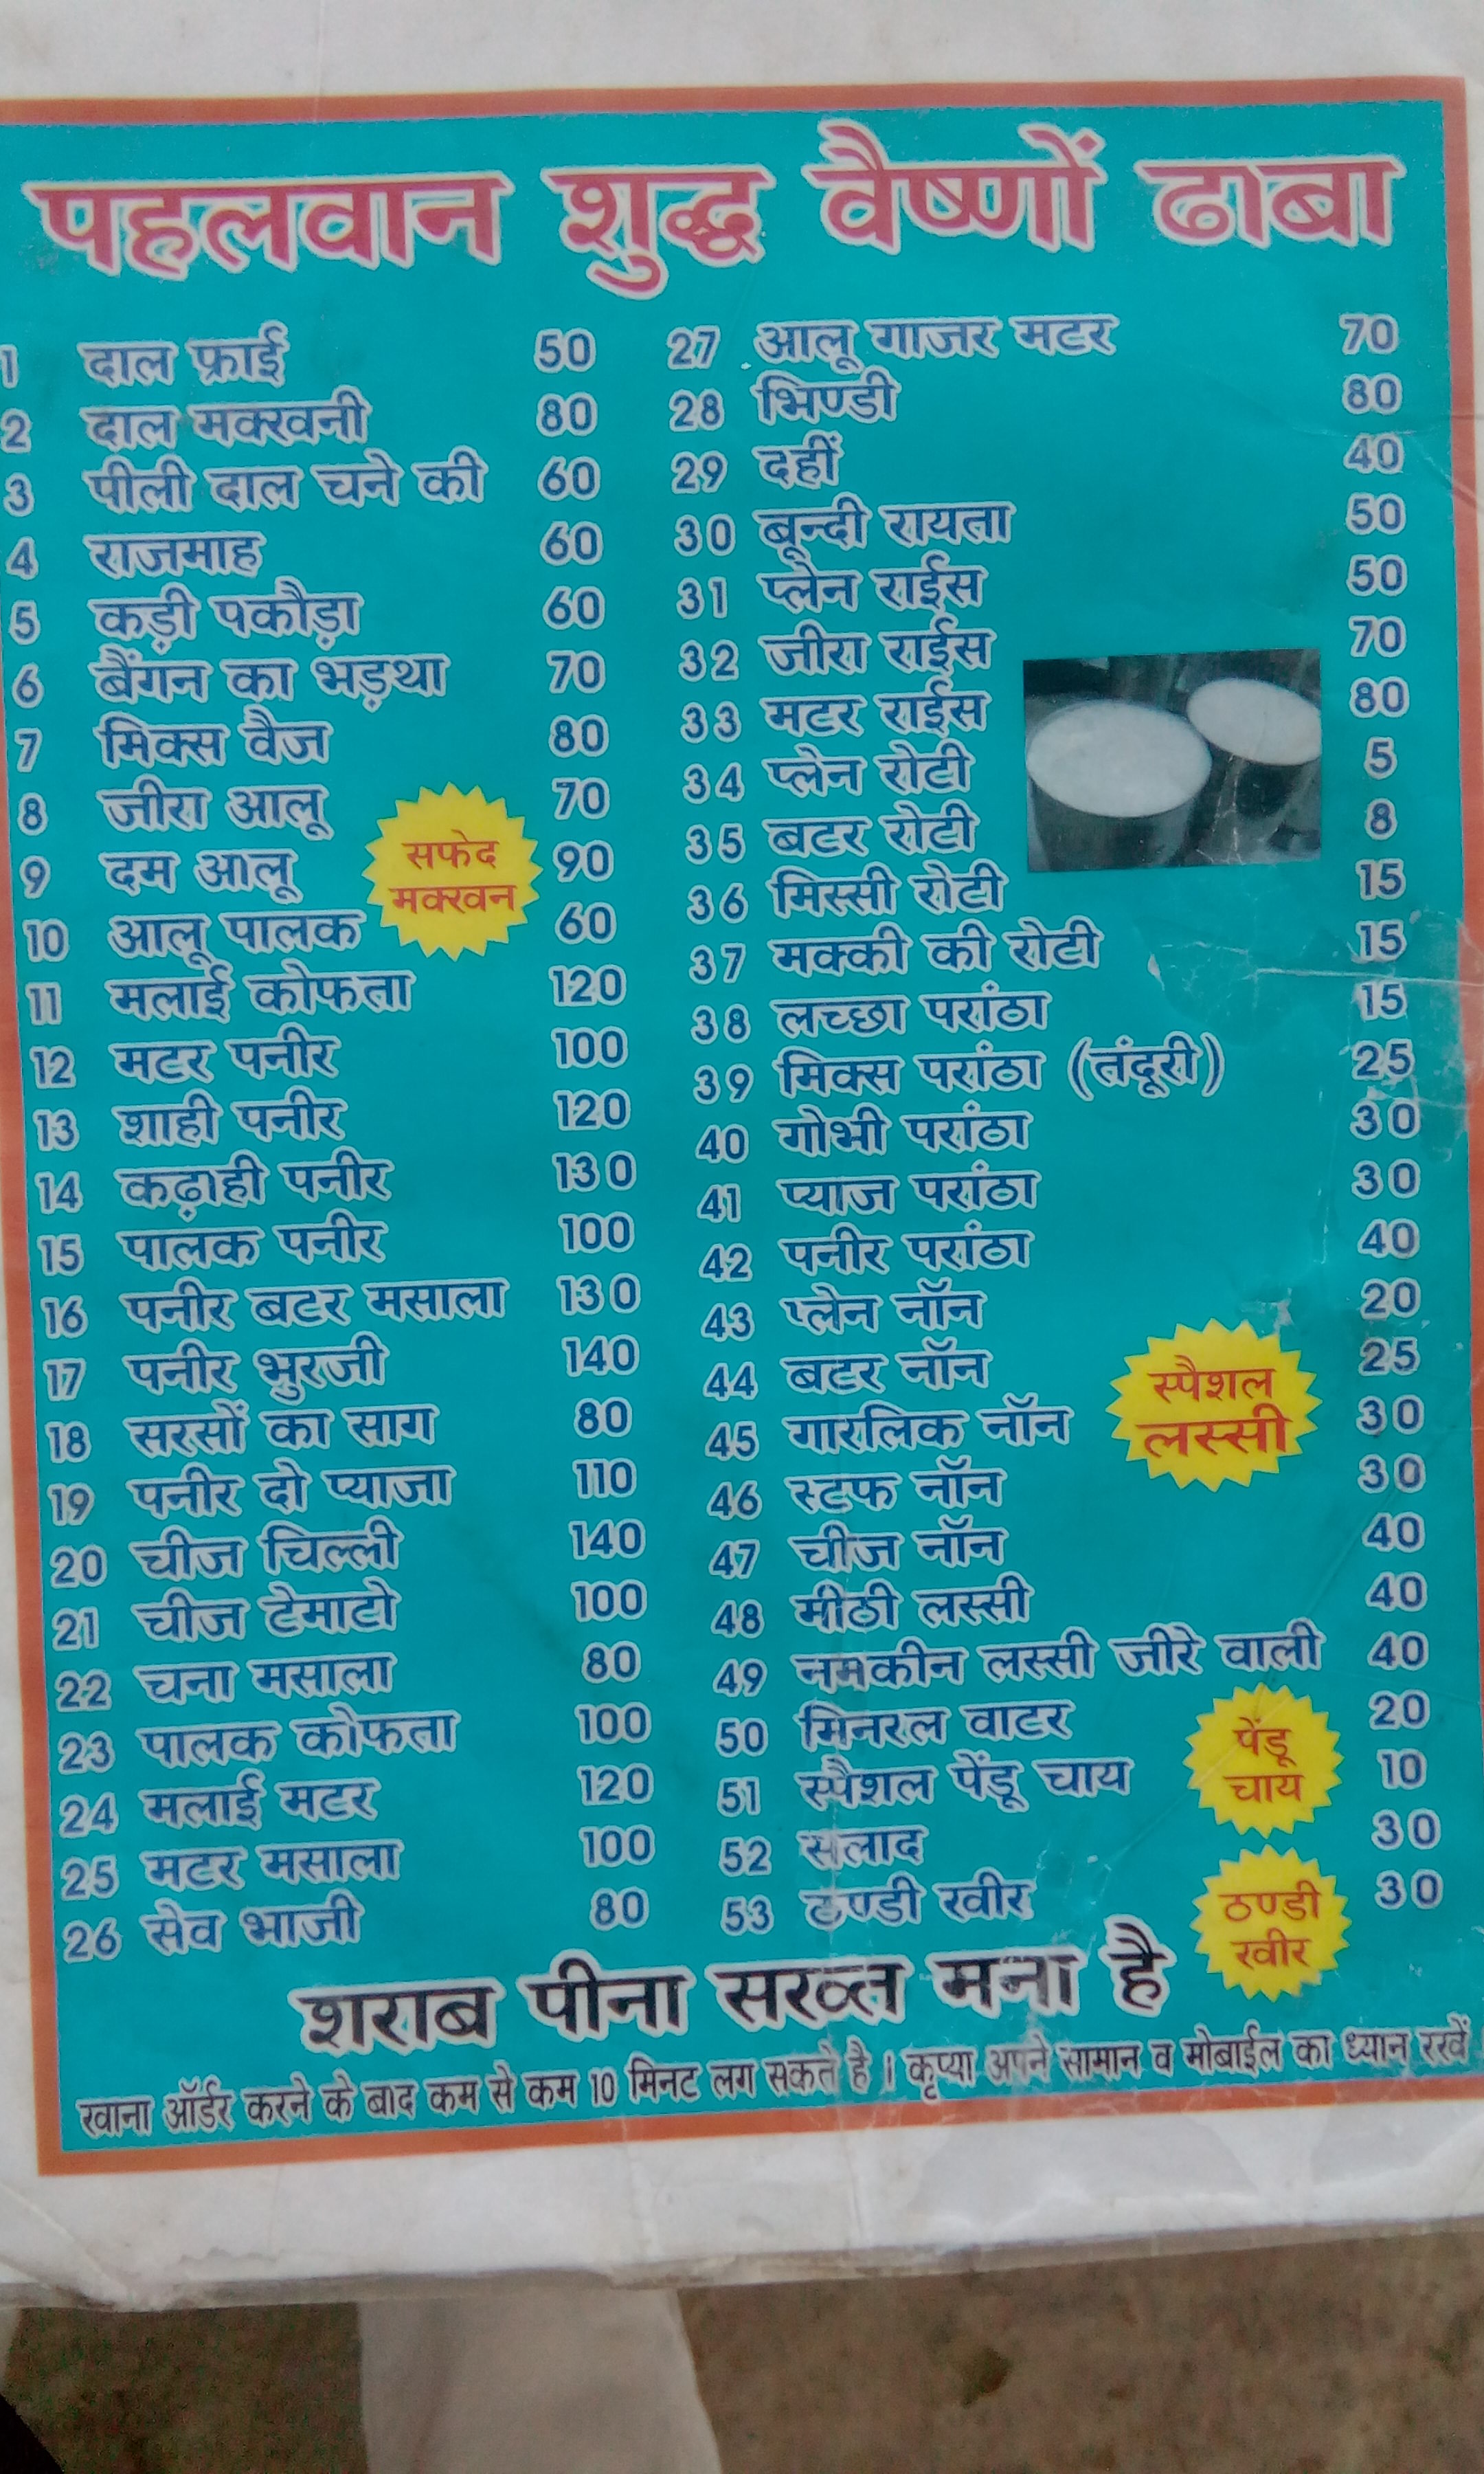 पहलवान शुद्ध वैष्णों ढाबा
1 दाल फ्राई 50
2 दाल मक्खनी 80
3 पीली दाल चने की 60
4 राजमाह 60
5 कड़ी पकौड़ा 60
6 बैंगन का भड़था 70
7 मिक्स वैज 80
8 जीरा आलू 70
9 दम आलू 90
10 आलू पालक 60
11 मलाई कोफता 120
12 मटर पनीर 100
13 शाही पनीर 120
14 कढ़ाही पनीर 130
15 पालक पनीर 100
16 पनीर बटर मसाला 130
17 पनीर भुरजी 140
18 सरसों का साग 80
19 पनीर दो प्याजा 110
20 चीज चिल्ली 140
21 चीज टेमाटो 100
22 चना मसाला 80
23 पालक कोफता 100
24 मलाई मटर 120
25 मटर मसाला 100
26 सेव भाजी 80
सफेद
मक्खन
27 आलू गाजर मटर 70
28 भिण्डी 80
29 दहीं 40
30 बून्दी रायता 50
31 प्लेन राईस 50
32 जीरा राईस 70
33 मटर राईस 80
34 प्लेन रोटी 5
35 बटर रोटी 8
36 मिस्सी रोटी 15
37 मक्की की रोटी 15
38 लच्छा परांठा 15
39 मिक्स परांठा (तंदूरी) 25
40 गोभी परांठा 30
41 प्याज परांठा 30
42 पनीर परांठा 40
43 प्लेन नॉन 20
44 बटर नॉन 25
45 गारलिक नॉन 30
46 स्टफ नॉन 30
47 चीज नॉन 40
48 मीठी लस्सी 40
49 नमकीन लस्सी जीरे वाली 40
50 मिनरल वाटर 20
51 स्पैशल पेंडू चाय 10
52 सलाद 30
53 ठण्डी खीर 30
स्पैशल
लस्सी
पेंडू
चाय
ठण्डी
खीर
शराब पीना सख्त मना है
खाना ऑर्डर करने के बाद कम से कम 10 मिनट लग सकते है । कृप्या अपने सामान व मोबाईल का ध्यान रखें